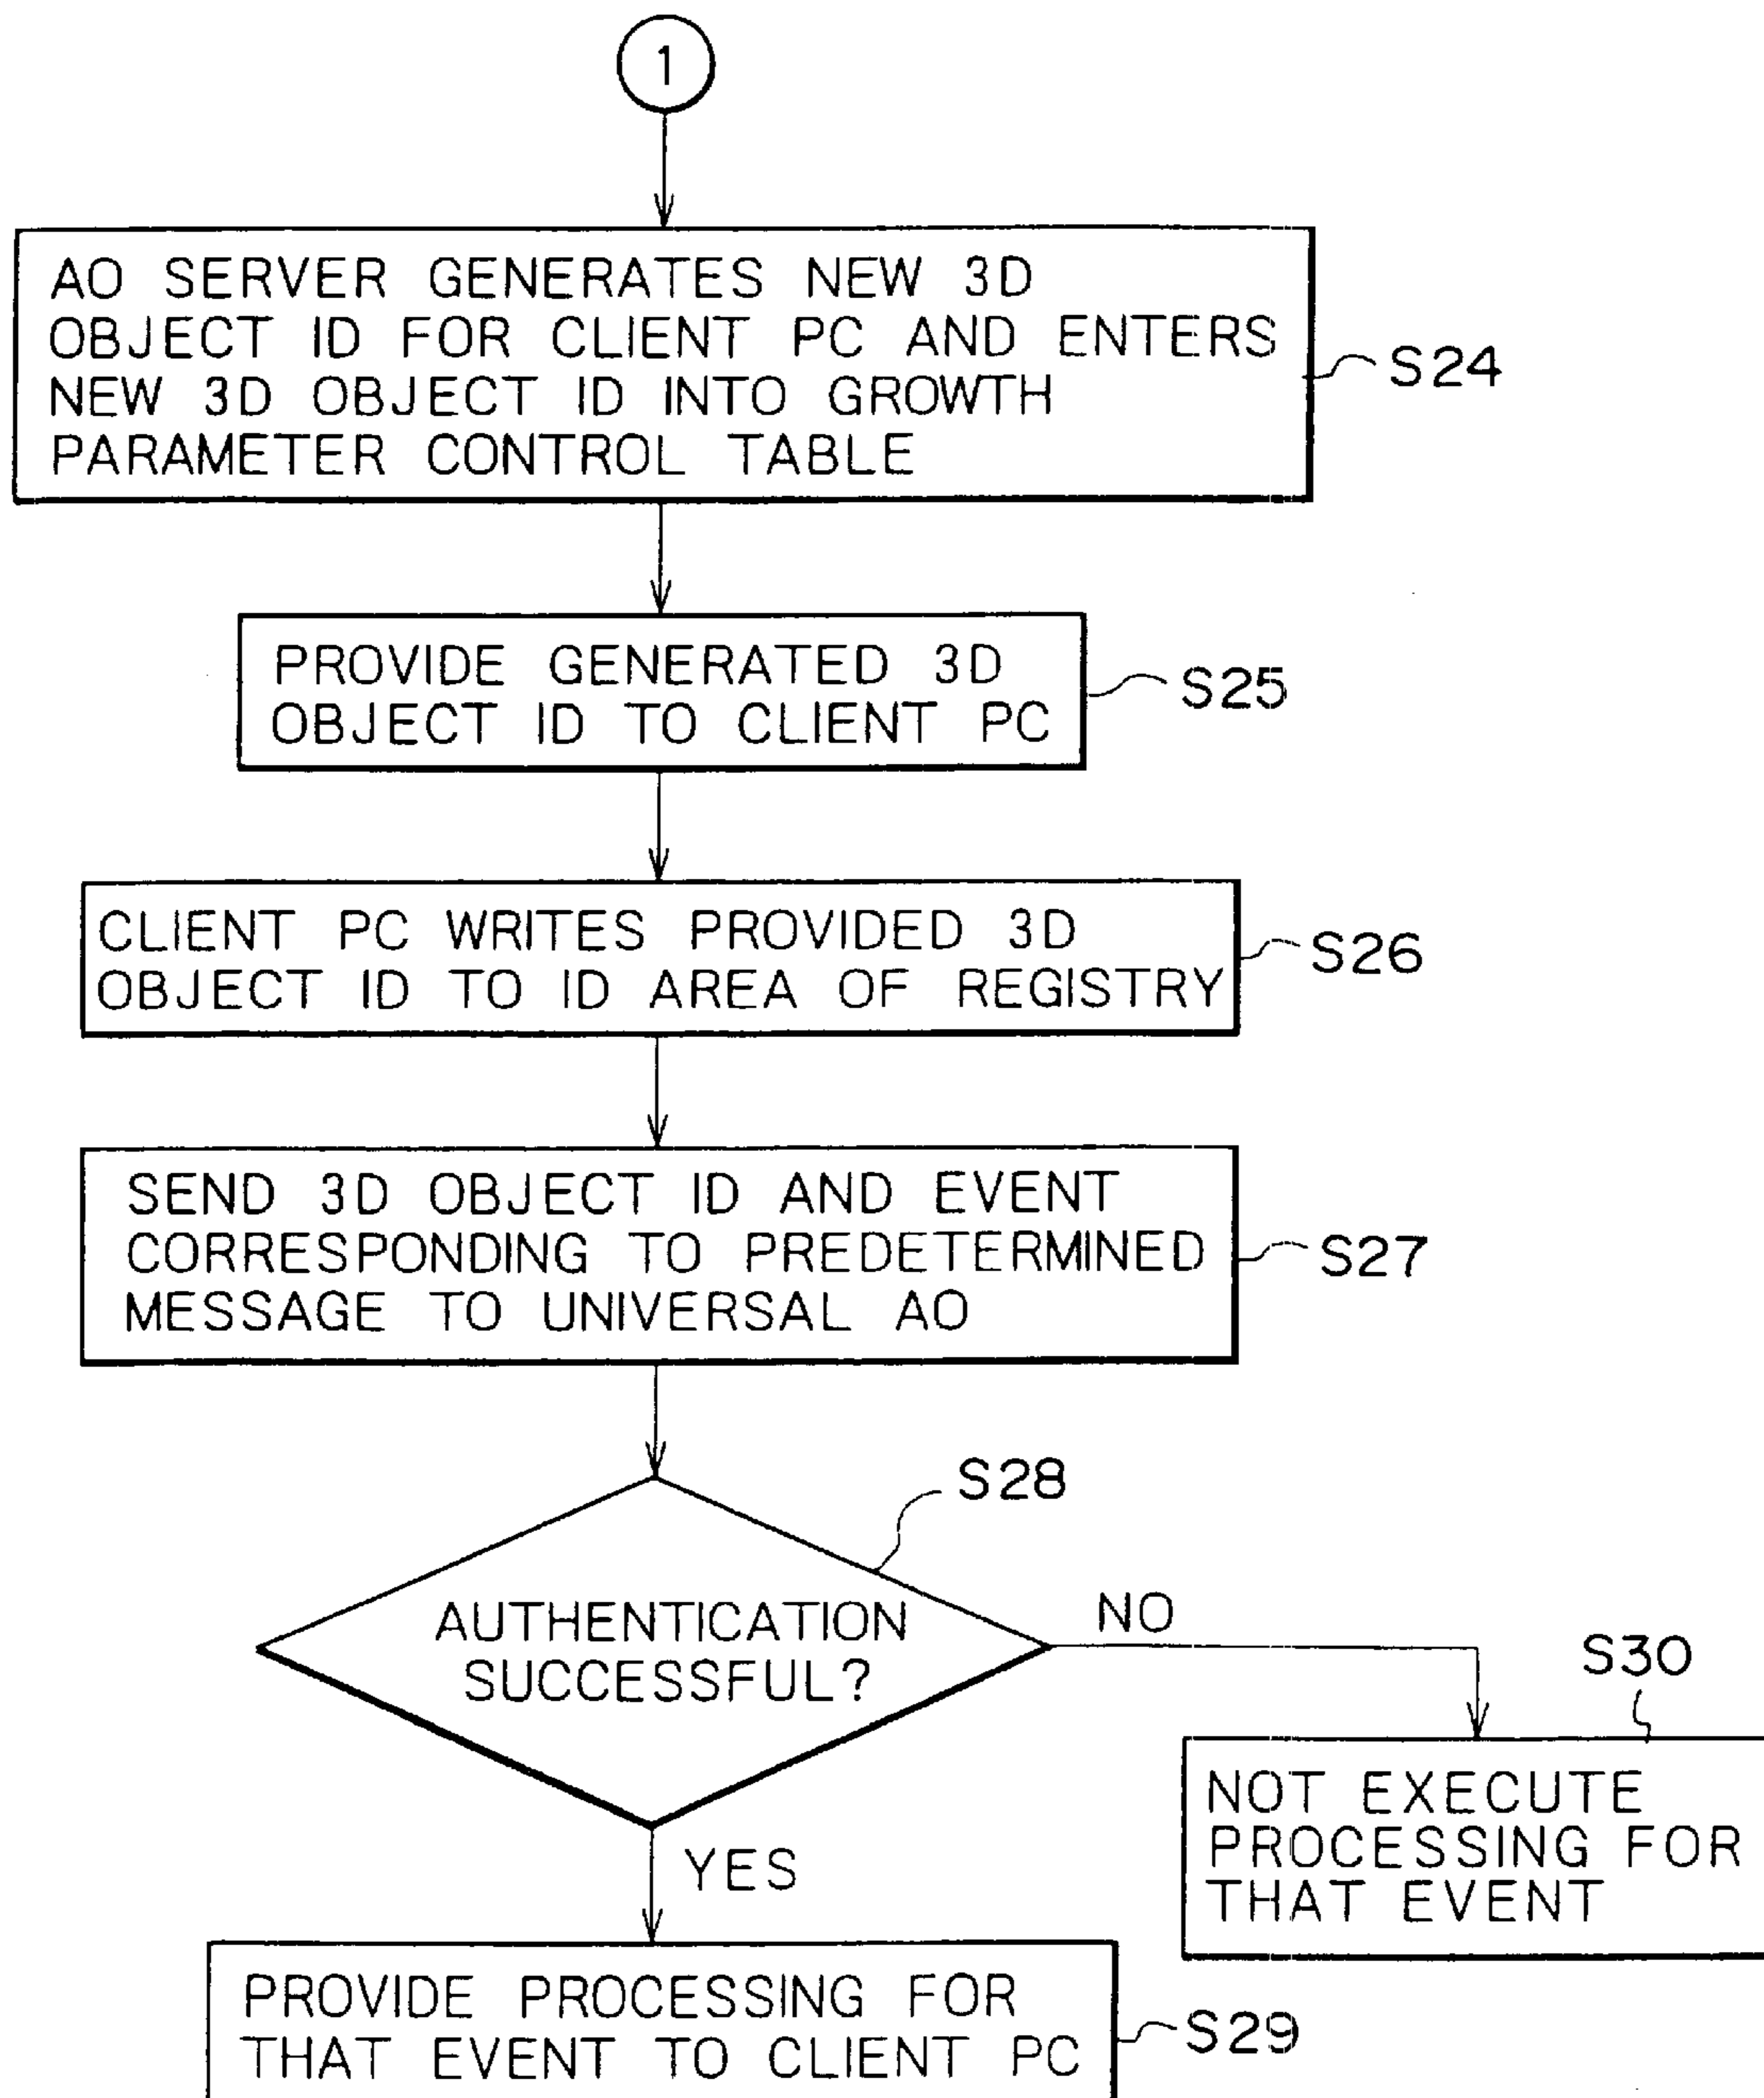 1
AO SERVER GENERATES NEW 3D
OBJECT ID FOR CLIENT PC AND ENTERS
NEW 3D OBJECT ID INTO GROWTH
PARAMETER CONTROL TABLE
S24
PROVIDE GENERATED 3D
OBJECT ID TO CLIENT PC
S25
CLIENT PC WRITES PROVIDED 3D
OBJECT ID TO ID AREA OF REGISTRY
S26
SEND 3D OBJECT ID AND EVENT
CORRESPONDING TO PREDETERMINED
MESSAGE TO UNIVERSAL AO
S27
S28
AUTHENTICATION
SUCCESSFUL?
NO
S30
NOT EXECUTE
PROCESSING FOR
THAT EVENT
YES
PROVIDE PROCESSING FOR
THAT EVENT TO CLIENT PC
S29